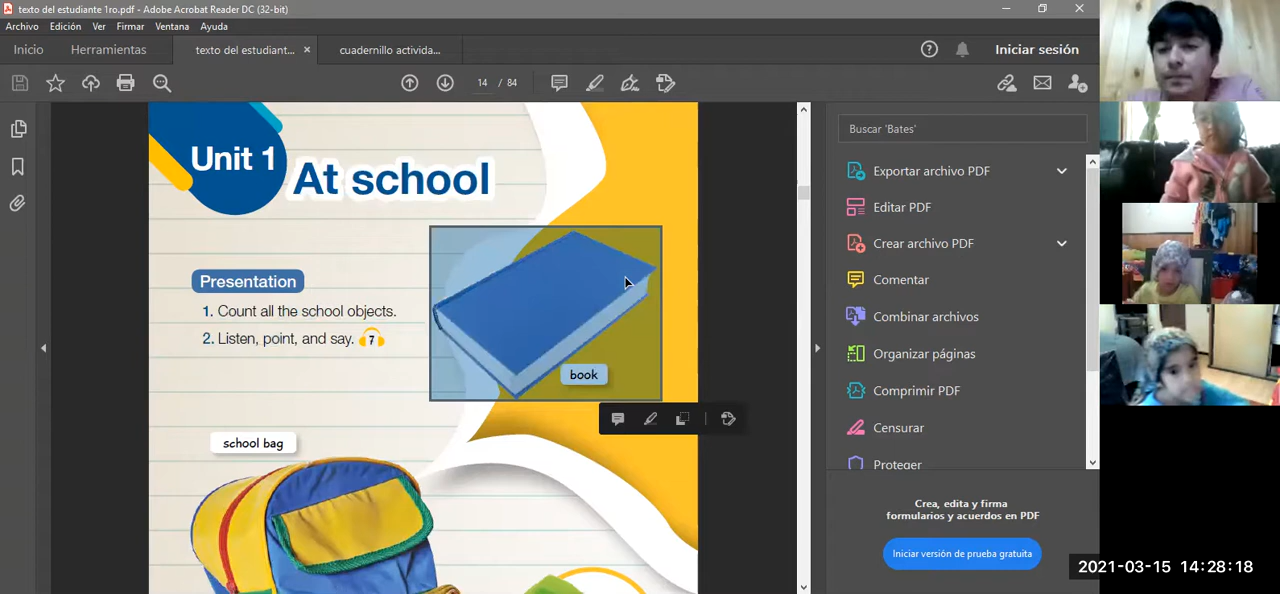 texto del estudiante 1ro.pdf - Adobe Acrobat Reader DC (32-bit)
Archivo Edición Ver Firmar Ventana Ayuda
Inicio Herramientas texto del estudiant... × cuadernillo activida... Iniciar sesión
14 / 84
Unit 1
At school
Presentation
1. Count all the school objects.
2. Listen, point, and say. 7
book
school bag
Buscar 'Bates'
Exportar archivo PDF
Editar PDF
Crear archivo PDF
Comentar
Combinar archivos
Organizar páginas
Comprimir PDF
Censurar
Proteger
Crea, edita y firma
formularios y acuerdos en PDF
Iniciar versión de prueba gratuita
2021-03-15 14:28:18